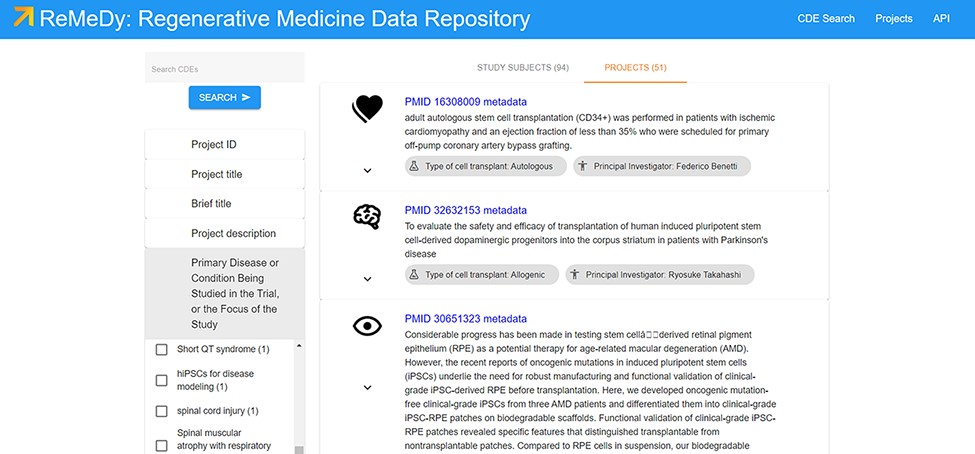 ReMeDy: Regenerative Medicine Data Repository
CDE Search
Projects
API
Search CDEs
SEARCH
Project ID
Project title
Brief title
Project description
Primary Disease or
Condition Being
Studied in the Trial,
or the Focus of the
Study
Short QT syndrome (1)
hiPSCs for disease
modeling (1)
spinal cord injury (1)
Spinal muscular
atrophy with respiratory
STUDY SUBJECTS (94)
PROJECTS (51)
PMID 16308009 metadata
adult autologous stem cell transplantation (CD34+) was performed in patients with ischemic
cardiomyopathy and an ejection fraction of less than 35% who were scheduled for primary
off-pump coronary artery bypass grafting.
Type of cell transplant: Autologous
Principal Investigator: Federico Benetti
PMID 32632153 metadata
To evaluate the safety and efficacy of transplantation of human induced pluripotent stem
cell-derived dopaminergic progenitors into the corpus striatum in patients with Parkinson's
disease
Type of cell transplant: Allogenic
Principal Investigator: Ryosuke Takahashi
PMID 30651323 metadata
Considerable progress has been made in testing stem cellâ□□derived retinal pigment
epithelium (RPE) as a potential therapy for age-related macular degeneration (AMD).
However, the recent reports of oncogenic mutations in induced pluripotent stem cells
(iPSCs) underlie the need for robust manufacturing and functional validation of clinical-
grade iPSC-derived RPE before transplantation. Here, we developed oncogenic mutation-
free clinical-grade iPSCs from three AMD patients and differentiated them into clinical-grade
iPSC-RPE patches on biodegradable scaffolds. Functional validation of clinical-grade iPSC-
RPE patches revealed specific features that distinguished transplantable from
nontransplantable patches. Compared to RPE cells in suspension, our biodegradable